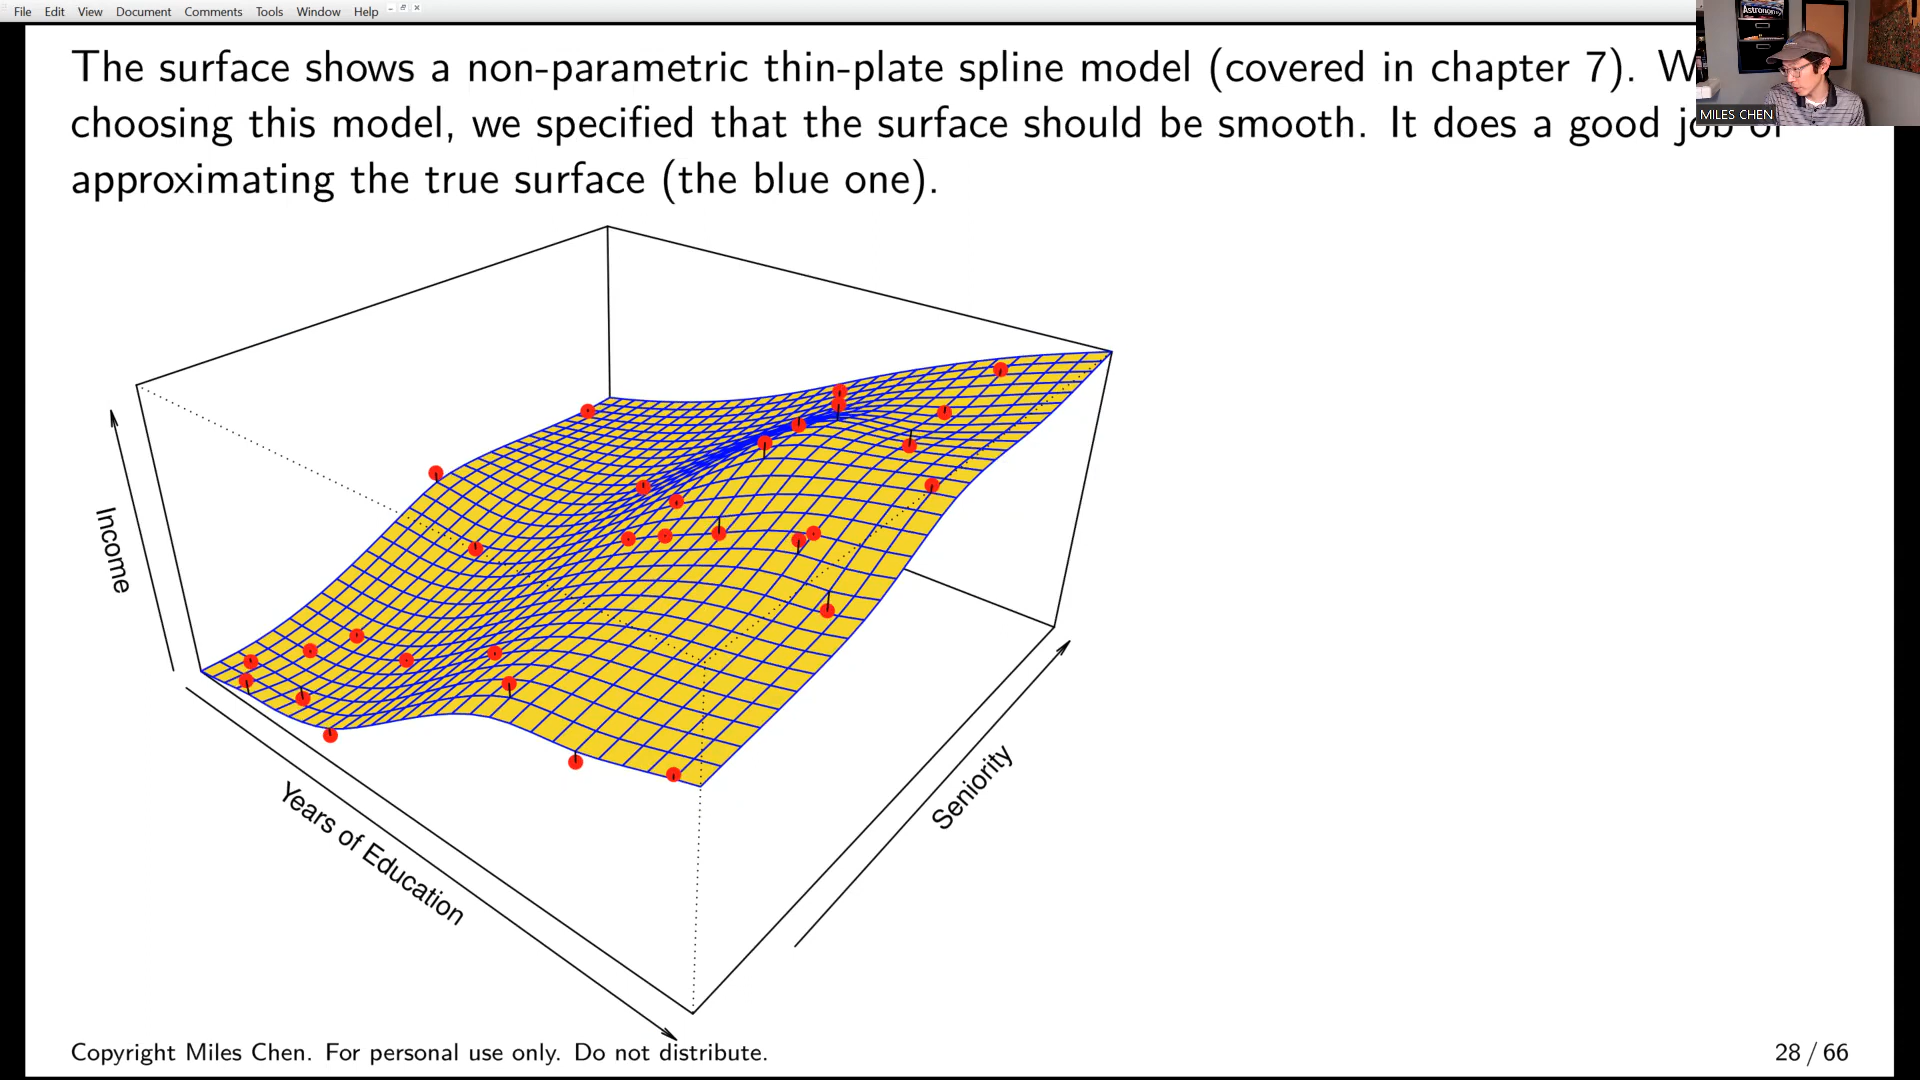 File Edit View Document Comments Tools Window Help
Astronomy
MILES CHEN
The surface shows a non-parametric thin-plate spline model (covered in chapter 7).
choosing this model, we specified that the surface should be smooth. It does a good job of
approximating the true surface (the blue one).
Income
Years of Education
Seniority
Copyright Miles Chen. For personal use only. Do not distribute.
28 / 66